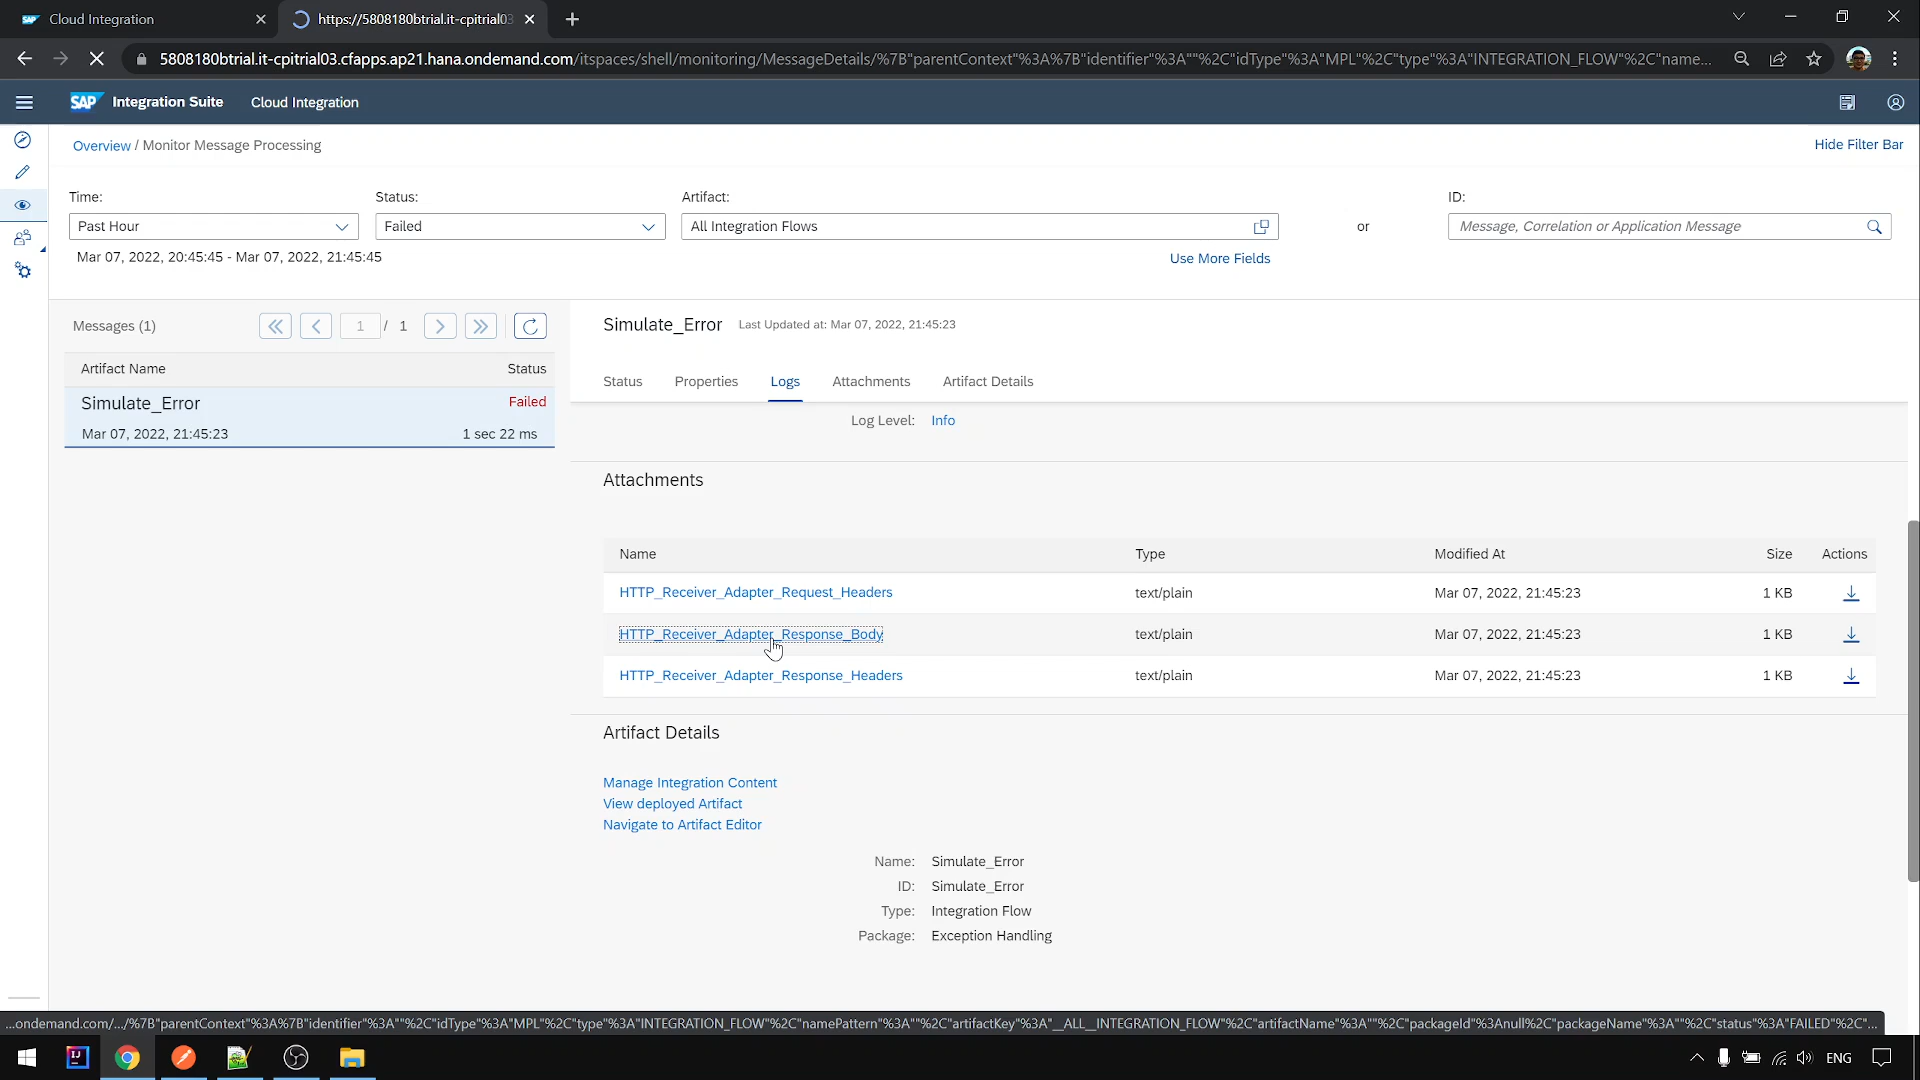 Cloud Integration
https://5808180btrial.it-cpitrial03
5808180btrial.it-cpitrial03.cfapps.ap21.hana.ondemand.com/itspaces/shell/monitoring/MessageDetails/%7B"parentContext"%3A%7B"identifier"%3A""%2C"idType"%3A"MPL"%2C"type"%3A"INTEGRATION_FLOW"%2C"name...
SAP Integration Suite Cloud Integration
Overview / Monitor Message Processing
Hide Filter Bar
Time: Status: Artifact: ID:
Past Hour Failed All Integration Flows or Message, Correlation or Application Message
Mar 07, 2022, 20:45:45 - Mar 07, 2022, 21:45:45
Use More Fields
Messages (1) 1 / 1
Simulate_Error Last Updated at: Mar 07, 2022, 21:45:23
Artifact Name Status
Simulate_Error Failed
Mar 07, 2022, 21:45:23 1 sec 22 ms
Status Properties Logs Attachments Artifact Details
Log Level: Info
Attachments
Name Type Modified At Size Actions
HTTP_Receiver_Adapter_Request_Headers text/plain Mar 07, 2022, 21:45:23 1 KB
HTTP_Receiver_Adapter_Response_Body text/plain Mar 07, 2022, 21:45:23 1 KB
HTTP_Receiver_Adapter_Response_Headers text/plain Mar 07, 2022, 21:45:23 1 KB
Artifact Details
Manage Integration Content
View deployed Artifact
Navigate to Artifact Editor
Name: Simulate_Error
ID: Simulate_Error
Type: Integration Flow
Package: Exception Handling
...ondemand.com/.../%7B"parentContext"%3A%7B"identifier"%3A""%2C"idType"%3A"MPL"%2C"type"%3A"INTEGRATION_FLOW"%2C"namePattern"%3A""%2C"artifactKey"%3A"__ALL__INTEGRATION_FLOW"%2C"artifactName"%3A""%2C"packageId"%3Anull%2C"packageName"%3A""%2C"status"%3A"FAILED"%2C"...
ENG